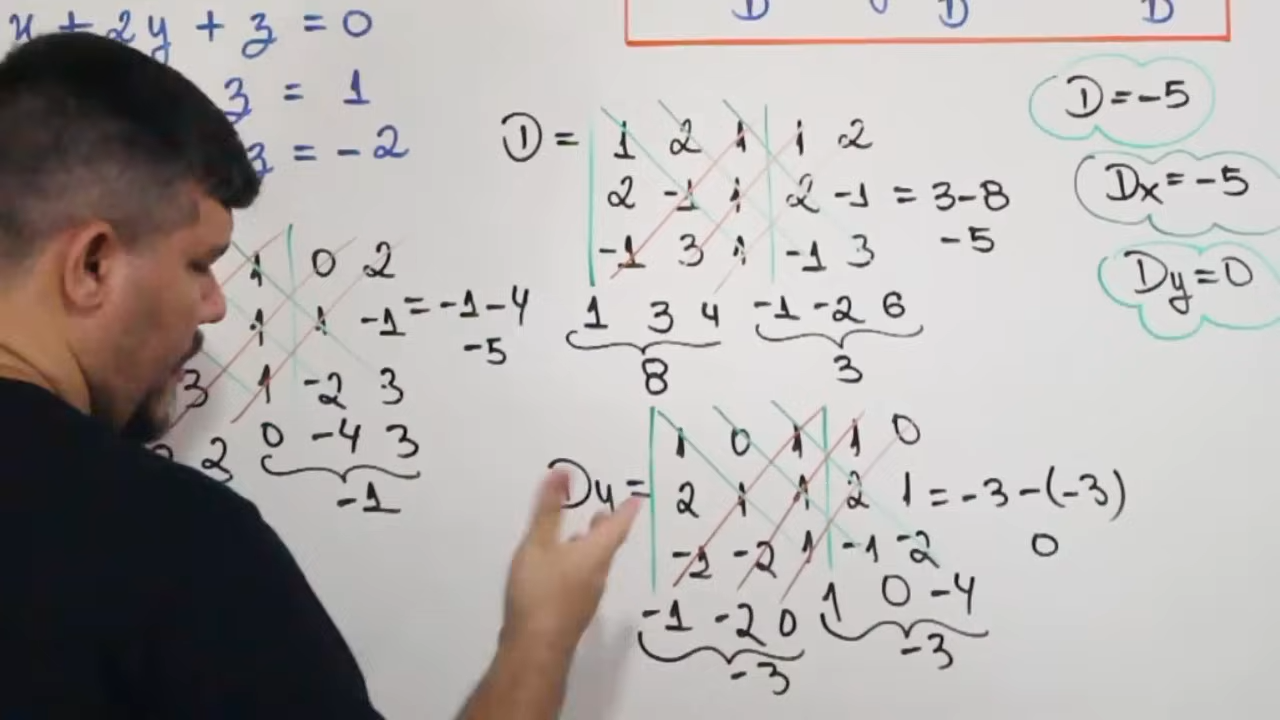 x + 2y + z = 0
z = 1
z = -2
D D D
D = 1 2 1 1 2
2 -1 1 2 -1 = 3-8
-1 3 1 -1 3 -5
1 3 4 -1 -2 6
8 3
D = -5
Dx = -5
Dy = 0
1 0 2
1 1 -1 = -1-4
3 1 -2 3 -5
2 0 -4 3
-1
Dy = 1 0 1 1 0
2 1 1 2 1 = -3-(-3)
-1 -2 1 -1 -2 0
-1 -2 0 1 0 -4
-3 -3